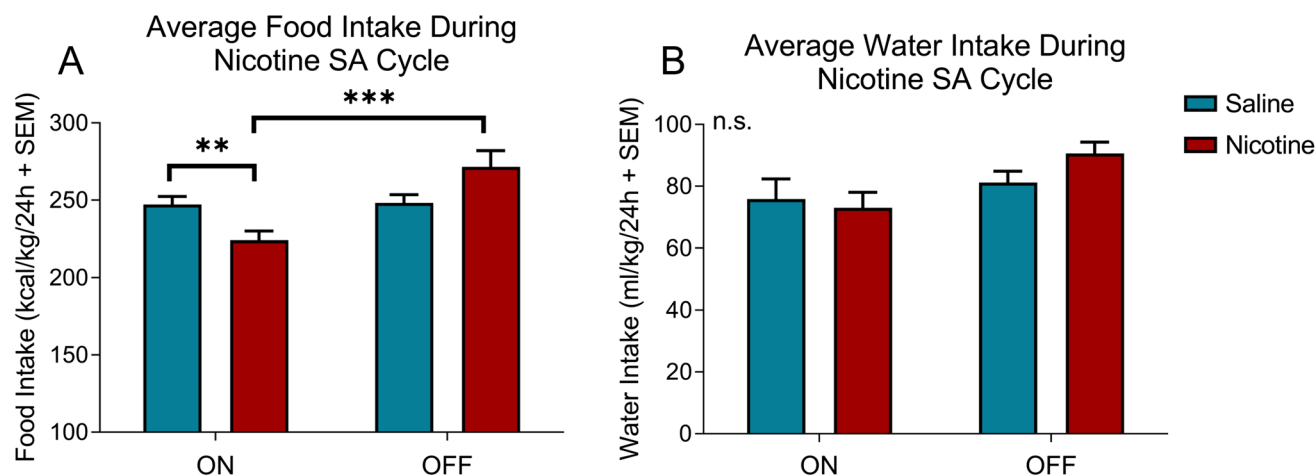 A
Average Food Intake During
Nicotine SA Cycle
Food Intake (kcal/kg/24h + SEM)
300
250
200
150
100
**
***
ON
OFF
B
Average Water Intake During
Nicotine SA Cycle
Water Intake (ml/kg/24h + SEM)
100
80
60
40
20
0
n.s.
ON
OFF
Saline
Nicotine